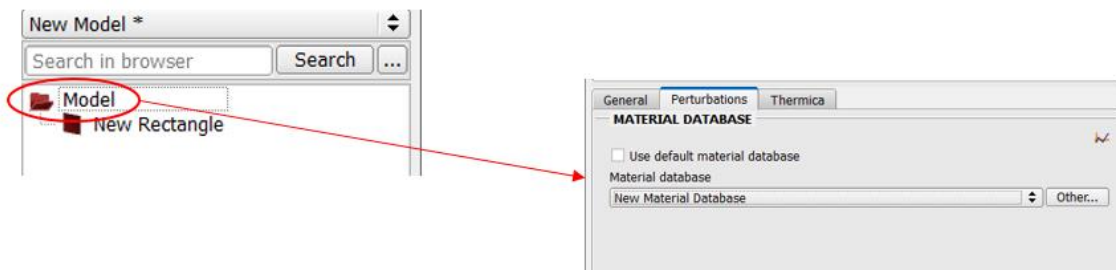 New Model *
Search in browser
Search
...
Model
New Rectangle
General Perturbations Thermica
MATERIAL DATABASE
Use default material database
Material database
New Material Database
Other...